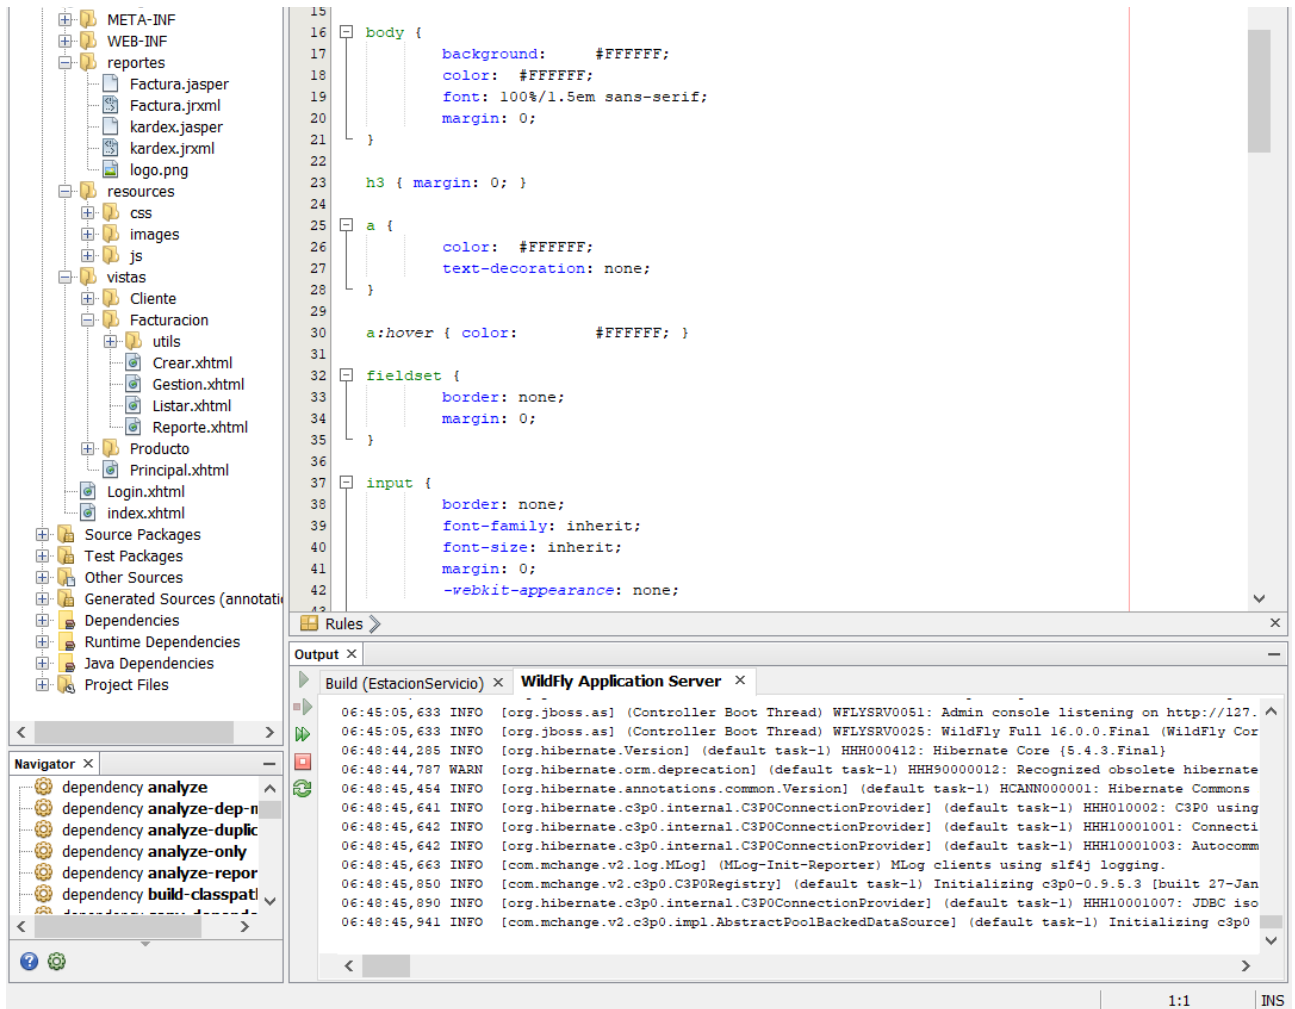 META-INF
WEB-INF
reportes
Factura.jasper
Factura.jrxml
kardex.jasper
kardex.jrxml
logo.png
resources
css
images
js
vistas
Cliente
Facturacion
utils
Crear.xhtml
Gestion.xhtml
Listar.xhtml
Reporte.xhtml
Producto
Principal.xhtml
Login.xhtml
index.xhtml
Source Packages
Test Packages
Other Sources
Generated Sources (annotati
Dependencies
Runtime Dependencies
Java Dependencies
Project Files
Navigator
dependency analyze
dependency analyze-dep-m
dependency analyze-duplic
dependency analyze-only
dependency analyze-repor
dependency build-classpatl
15
16 body {
17 background: #FFFFFF;
18 color: #FFFFFF;
19 font: 100%/1.5em sans-serif;
20 margin: 0;
21 }
22
23 h3 { margin: 0; }
24
25 a {
26 color: #FFFFFF;
27 text-decoration: none;
28 }
29
30 a:hover { color: #FFFFFF; }
31
32 fieldset {
33 border: none;
34 margin: 0;
35 }
36
37 input {
38 border: none;
39 font-family: inherit;
40 font-size: inherit;
41 margin: 0;
42 -webkit-appearance: none;
Rules
Output
Build (EstacionServicio) WildFly Application Server
06:45:05,633 INFO [org.jboss.as] (Controller Boot Thread) WFLYSRV0051: Admin console listening on http://127.
06:45:05,633 INFO [org.jboss.as] (Controller Boot Thread) WFLYSRV0025: WildFly Full 16.0.0.Final (WildFly Cor
06:48:44,285 INFO [org.hibernate.Version] (default task-1) HHH000412: Hibernate Core {5.4.3.Final}
06:48:44,787 WARN [org.hibernate.orm.deprecation] (default task-1) HHH90000012: Recognized obsolete hibernate
06:48:45,454 INFO [org.hibernate.annotations.common.Version] (default task-1) HCANN000001: Hibernate Commons
06:48:45,641 INFO [org.hibernate.c3p0.internal.C3P0ConnectionProvider] (default task-1) HHH010002: C3P0 using
06:48:45,642 INFO [org.hibernate.c3p0.internal.C3P0ConnectionProvider] (default task-1) HHH10001001: Connecti
06:48:45,642 INFO [org.hibernate.c3p0.internal.C3P0ConnectionProvider] (default task-1) HHH10001003: Autocomm
06:48:45,663 INFO [com.mchange.v2.log.MLog] (MLog-Init-Reporter) MLog clients using slf4j logging.
06:48:45,850 INFO [com.mchange.v2.c3p0.C3P0Registry] (default task-1) Initializing c3p0-0.9.5.3 [built 27-Jan
06:48:45,890 INFO [org.hibernate.c3p0.internal.C3P0ConnectionProvider] (default task-1) HHH10001007: JDBC iso
06:48:45,941 INFO [com.mchange.v2.c3p0.impl.AbstractPoolBackedDataSource] (default task-1) Initializing c3p0
1:1 INS